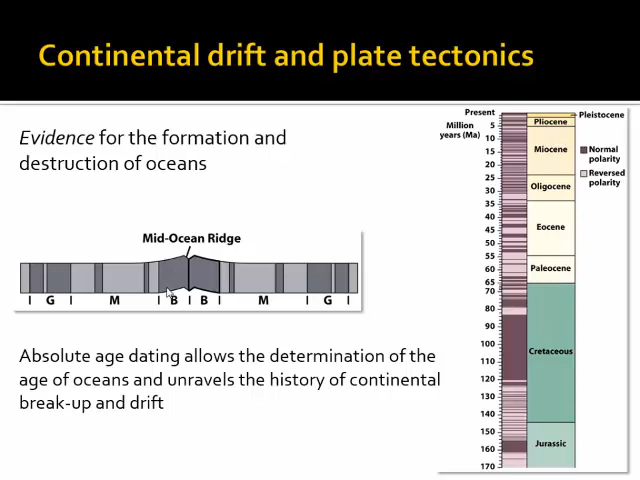 Continental drift and plate tectonics
Evidence for the formation and
destruction of oceans
Mid-Ocean Ridge
I G I M I B I B I M I G I
Absolute age dating allows the determination of the
age of oceans and unravels the history of continental
break-up and drift
Present
Million
years (Ma)
5
10
15
20
25
30
35
40
45
50
55
60
65
70
80
90
100
110
120
130
140
150
160
170
Pleistocene
Pliocene
Miocene
Oligocene
Eocene
Paleocene
Cretaceous
Jurassic
Normal
polarity
Reversed
polarity